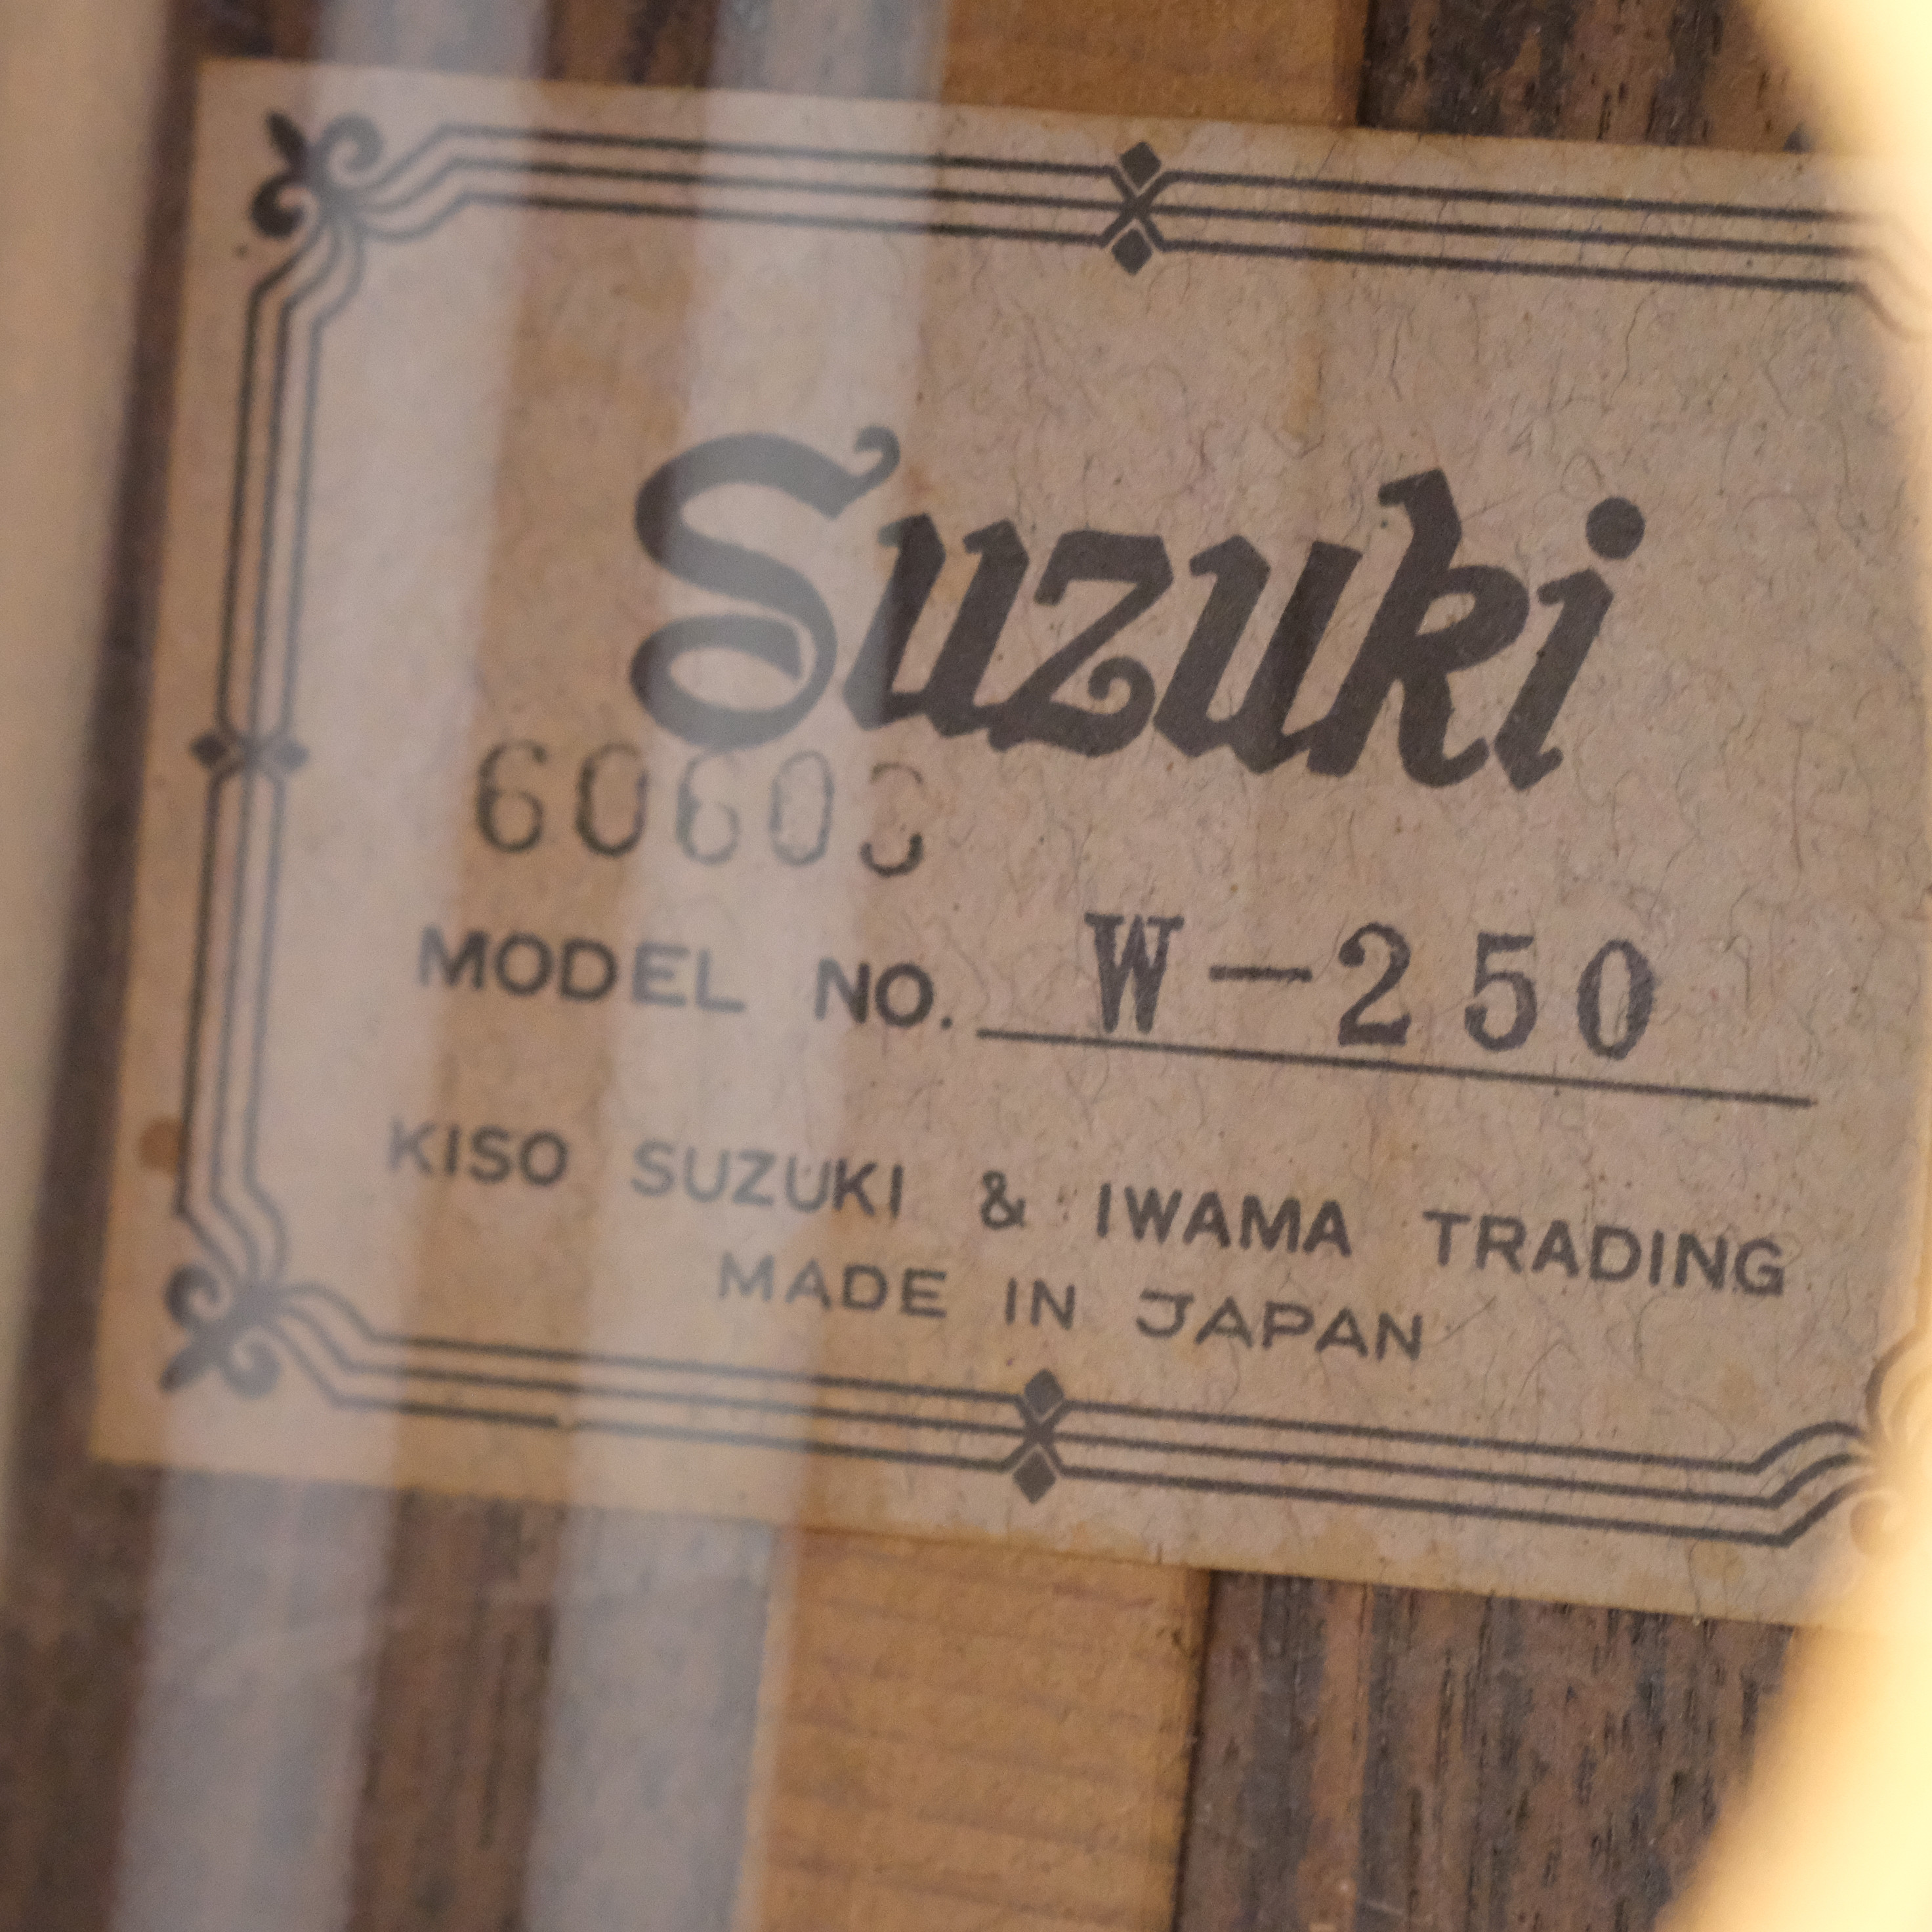 Suzuki
MODEL NO. W-250
KISO SUZUKI & IWAMA TRADING
MADE IN JAPAN